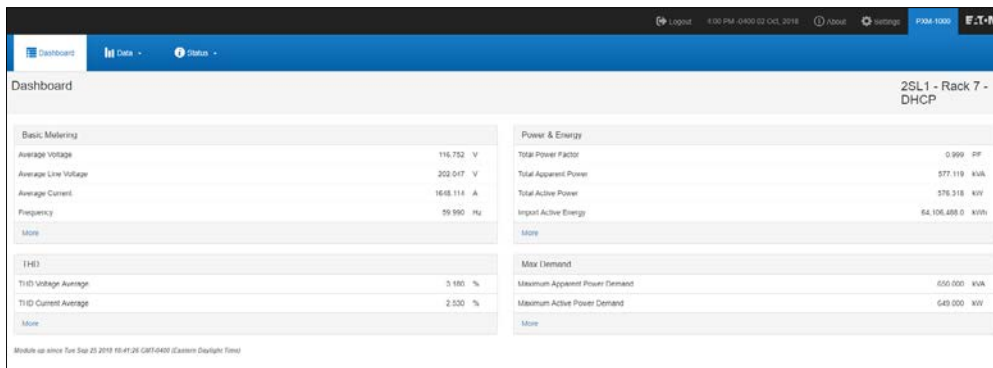 Logout 4:00 PM -0400 02 Oct, 2018 About Settings PXM-1000 E:T•N
Dashboard Data Status
Dashboard
2SL1 - Rack 7 -
DHCP
Basic Metering
Average Voltage 116.752 V
Average Line Voltage 202.047 V
Average Current 1648.114 A
Frequency 59.990 Hz
More
Power & Energy
Total Power Factor 0.999 PF
Total Apparent Power 577.119 kVA
Total Active Power 576.318 kW
Import Active Energy 64,106,488.0 kWh
More
THD
THD Voltage Average 3.180 %
THD Current Average 2.530 %
More
Max Demand
Maximum Apparent Power Demand 650.000 kVA
Maximum Active Power Demand 649.000 kW
More
Module up since Tue Sep 25 2018 10:41:26 GMT-0400 (Eastern Daylight Time)